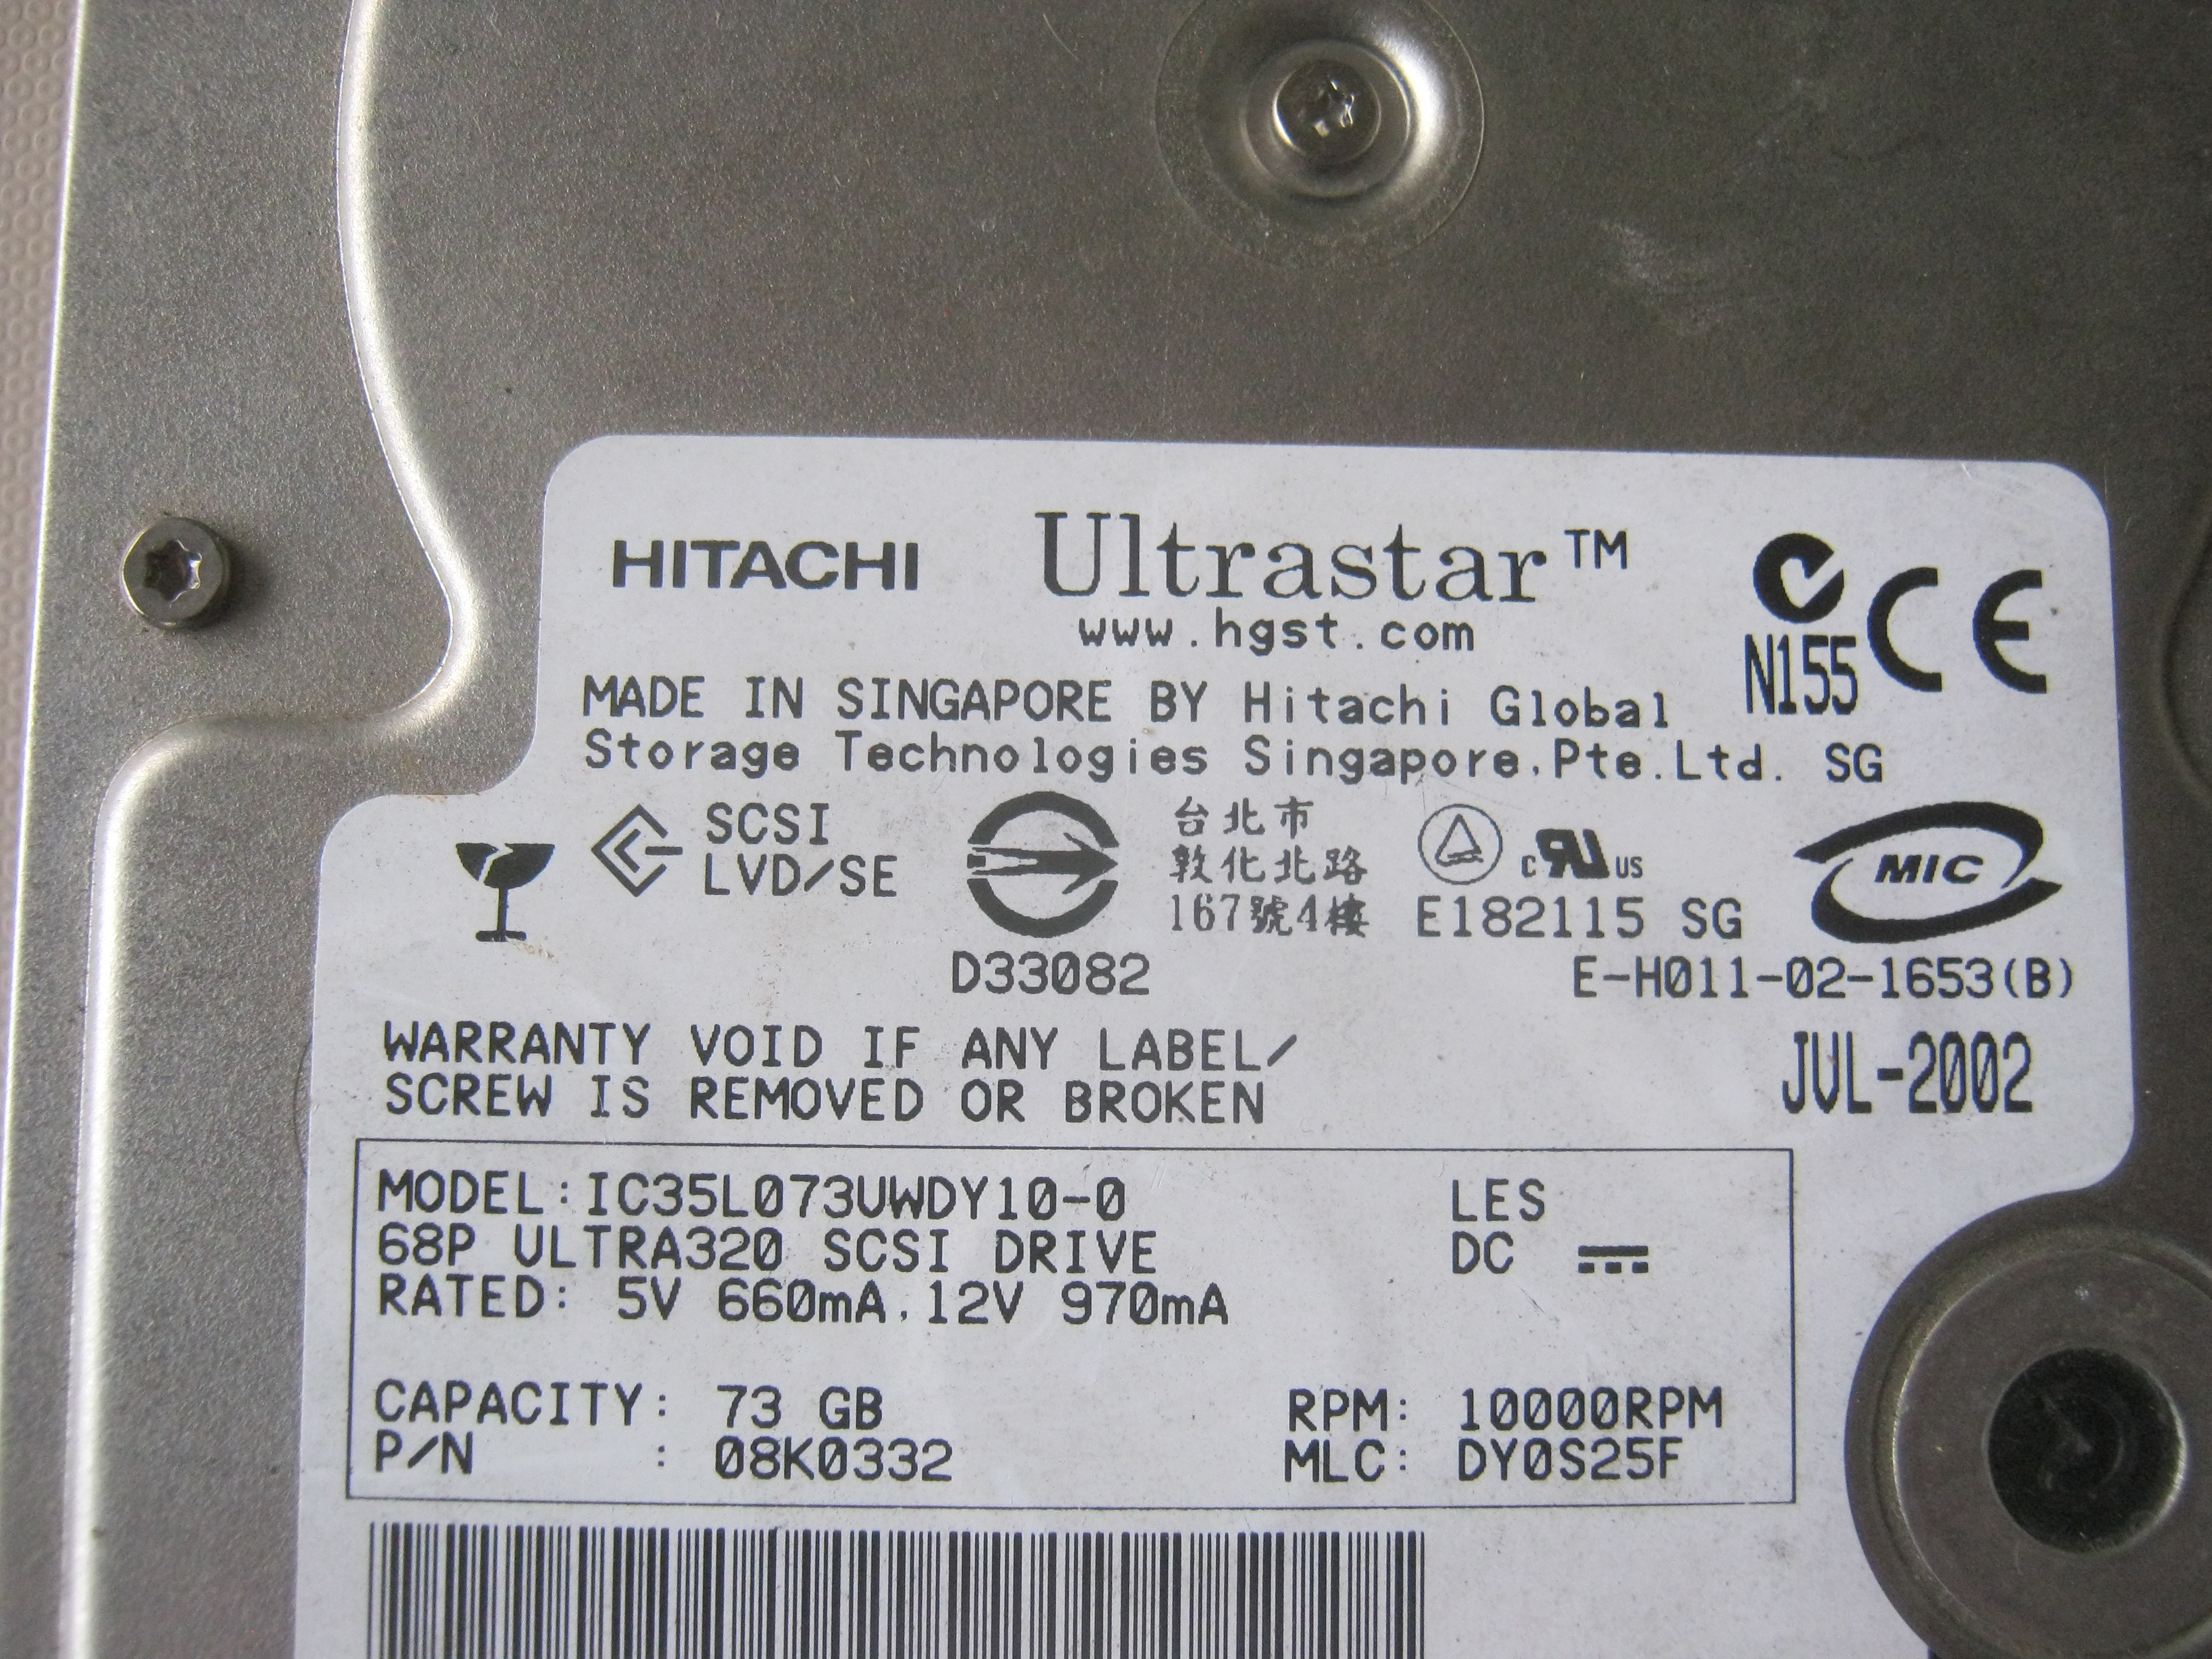 HITACHI Ultrastar™
www.hgst.com
N155 CE
MADE IN SINGAPORE BY Hitachi Global
Storage Technologies Singapore.Pte.Ltd. SG
SCSI
LVD/SE
台北市
敦化北路
167號4樓
c RU US
MIC
E182115 SG
D33082
E-H011-02-1653(B)
WARRANTY VOID IF ANY LABEL/
SCREW IS REMOVED OR BROKEN
JUL-2002
MODEL:IC35L073UWDY10-0 LES
68P ULTRA320 SCSI DRIVE DC
RATED: 5V 660mA,12V 970mA
CAPACITY: 73 GB RPM: 10000RPM
P/N : 08K0332 MLC: DY0S25F